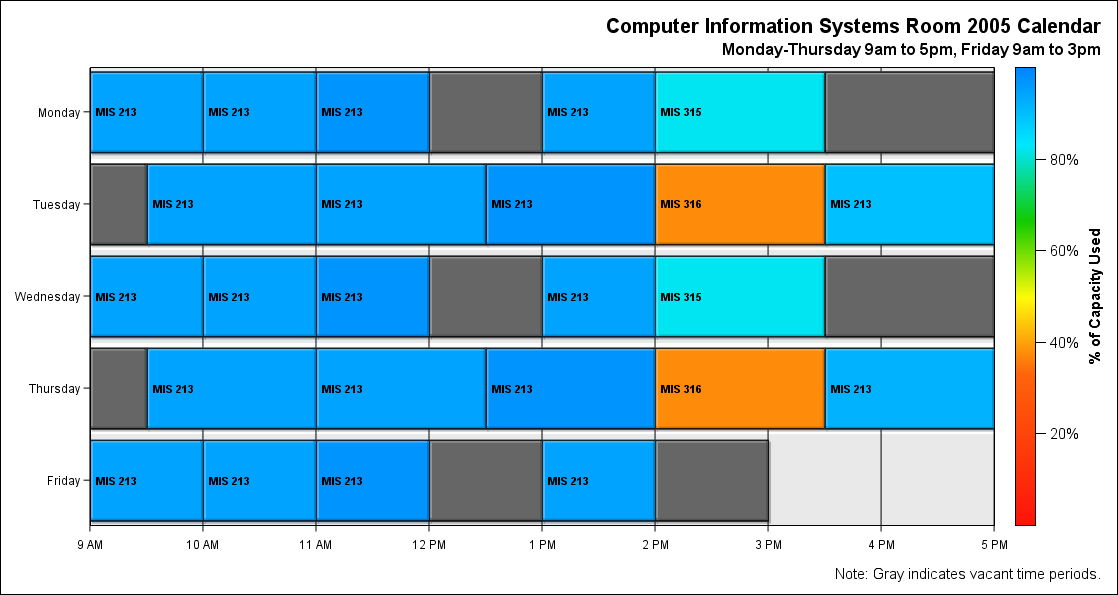 Computer Information Systems Room 2005 Calendar
Monday-Thursday 9am to 5pm, Friday 9am to 3pm
Monday
MIS 213 MIS 213 MIS 213 MIS 213 MIS 315
Tuesday
MIS 213 MIS 213 MIS 213 MIS 316 MIS 213
Wednesday
MIS 213 MIS 213 MIS 213 MIS 213 MIS 315
Thursday
MIS 213 MIS 213 MIS 213 MIS 316 MIS 213
Friday
MIS 213 MIS 213 MIS 213 MIS 213
9 AM 10 AM 11 AM 12 PM 1 PM 2 PM 3 PM 4 PM 5 PM
80%
60%
40%
20%
% of Capacity Used
Note: Gray indicates vacant time periods.